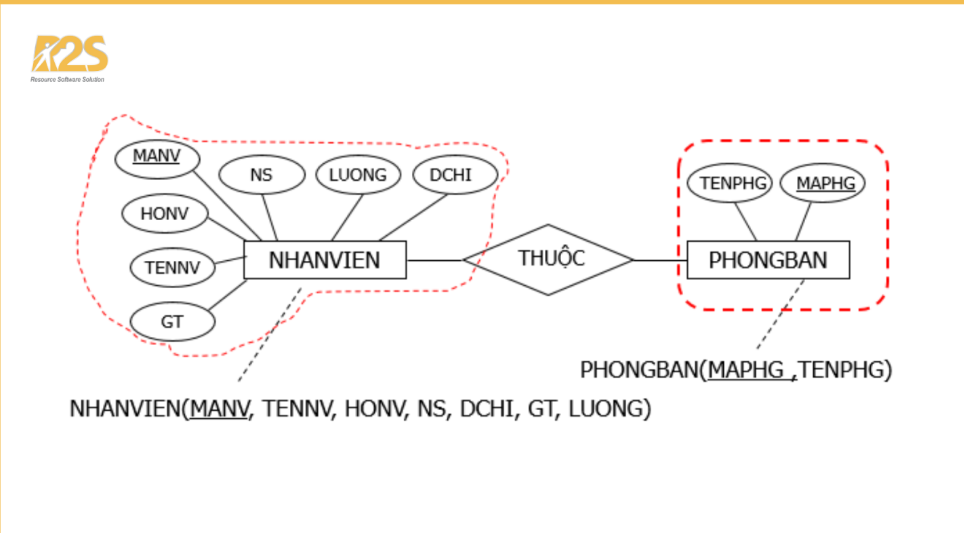 R2S
Resource Software Solution
MANV
NS
LUONG
DCHI
HONV
TENNV
GT
NHANVIEN
THUỘC
TENPHG
MAPHG
PHONGBAN
PHONGBAN(MAPHG ,TENPHG)
NHANVIEN(MANV, TENNV, HONV, NS, DCHI, GT, LUONG)